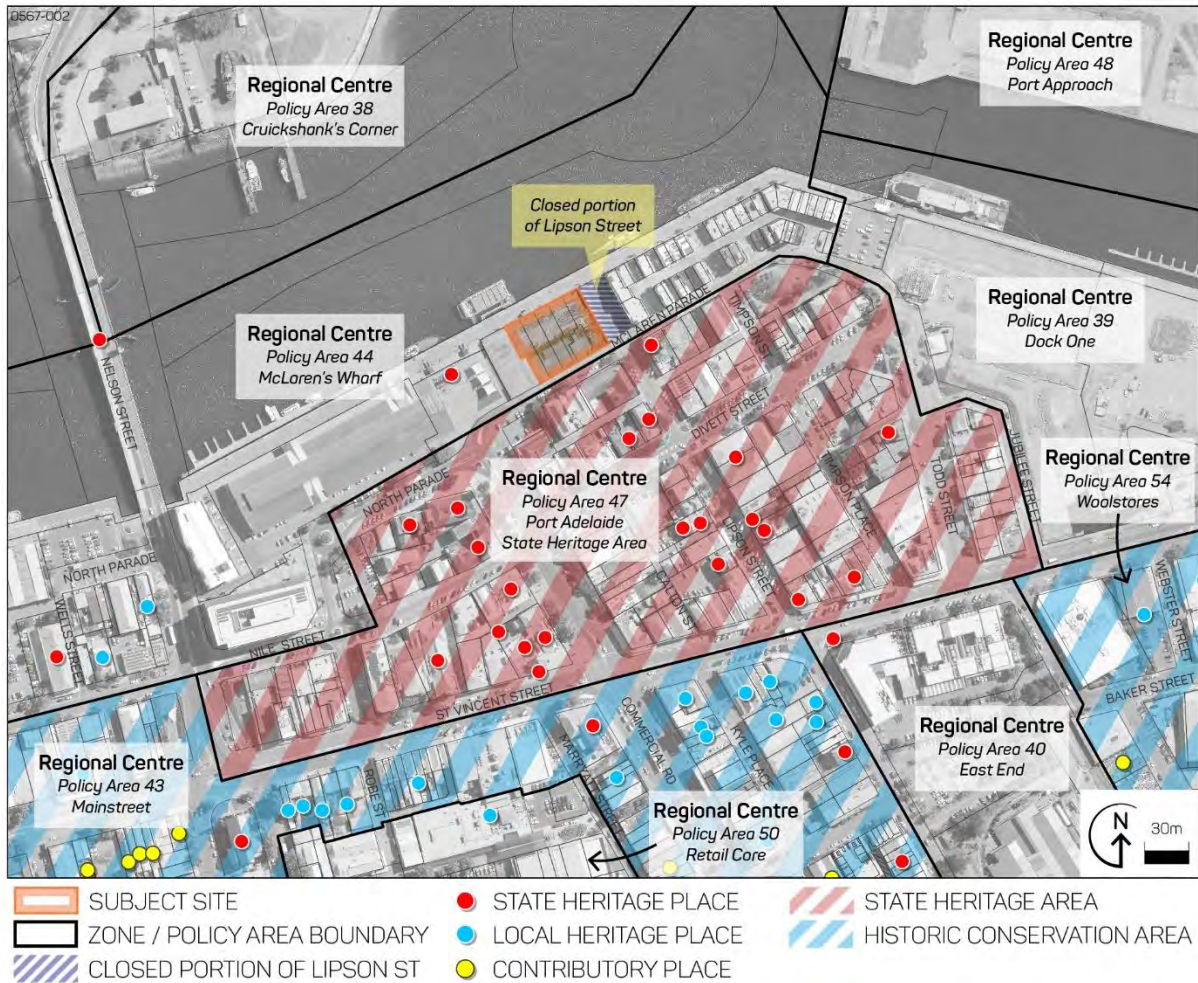 0567-002
Regional Centre
Policy Area 38
Cruickshank's Corner
Regional Centre
Policy Area 48
Port Approach
Closed portion
of Lipson Street
Regional Centre
Policy Area 44
McLaren's Wharf
Regional Centre
Policy Area 39
Dock One
MCLAREN PARADE
TIMPSON ST
NELSON STREET
DIVETT STREET
Regional Centre
Policy Area 47
Port Adelaide
State Heritage Area
NORTH PARADE
TIMPSON PLACE
TODD STREET
JUBILEE STREET
Regional Centre
Policy Area 54
Woolstores
LIPSON STREET
NORTH PARADE
WELLS STREET
NILE STREET
ST VINCENT STREET
WEBSTER STREET
BAKER STREET
COMMERCIAL RD
KYLE PLACE
Regional Centre
Policy Area 40
East End
Regional Centre
Policy Area 43
Mainstreet
Regional Centre
Policy Area 50
Retail Core
N
30m
SUBJECT SITE
STATE HERITAGE PLACE
STATE HERITAGE AREA
ZONE / POLICY AREA BOUNDARY
LOCAL HERITAGE PLACE
HISTORIC CONSERVATION AREA
CLOSED PORTION OF LIPSON ST
CONTRIBUTORY PLACE